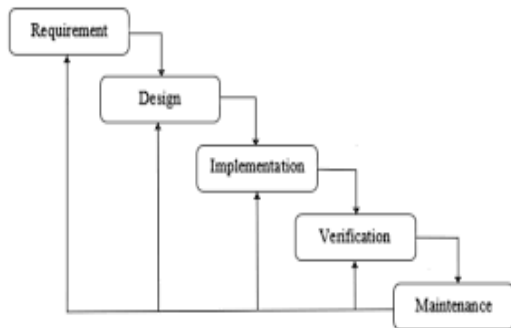 Requirement
Design
Implementation
Verification
Maintenance